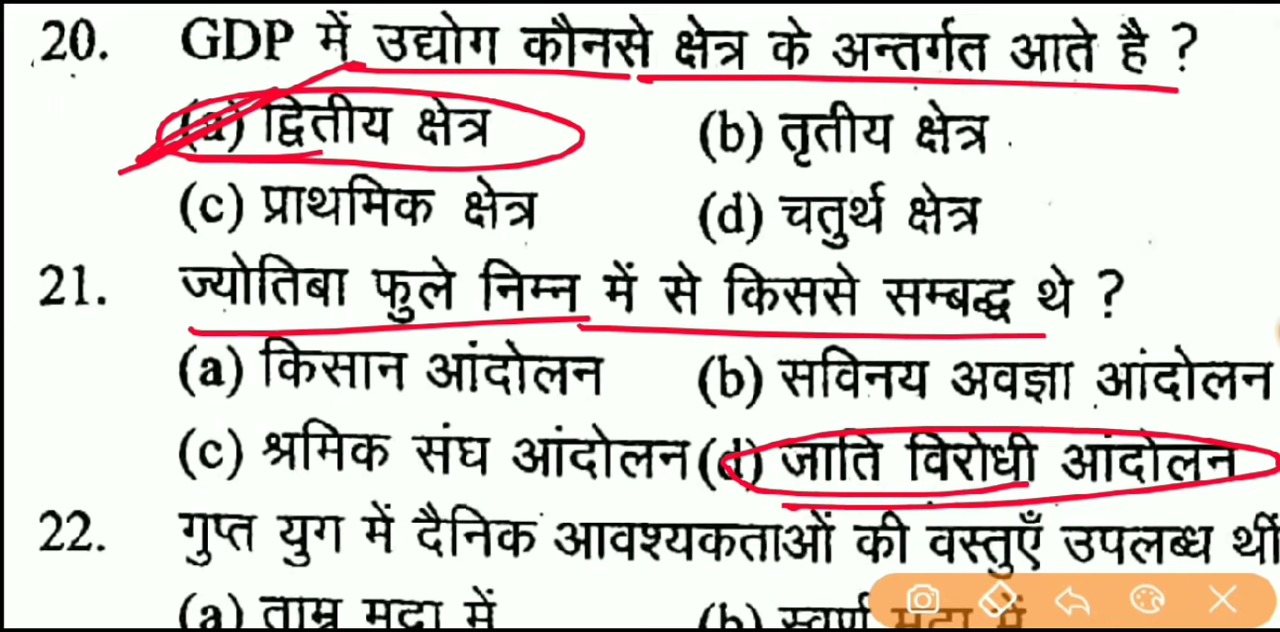 20. GDP में उद्योग कौनसे क्षेत्र के अन्तर्गत आते है ?
(a) द्वितीय क्षेत्र (b) तृतीय क्षेत्र
(c) प्राथमिक क्षेत्र (d) चतुर्थ क्षेत्र
21. ज्योतिबा फुले निम्न में से किससे सम्बद्ध थे ?
(a) किसान आंदोलन (b) सविनय अवज्ञा आंदोलन
(c) श्रमिक संघ आंदोलन (d) जाति विरोधी आंदोलन
22. गुप्त युग में दैनिक आवश्यकताओं की वस्तुएँ उपलब्ध थीं
(a) ताम्र मुद्रा में (b) स्वर्ण मुद्रा में